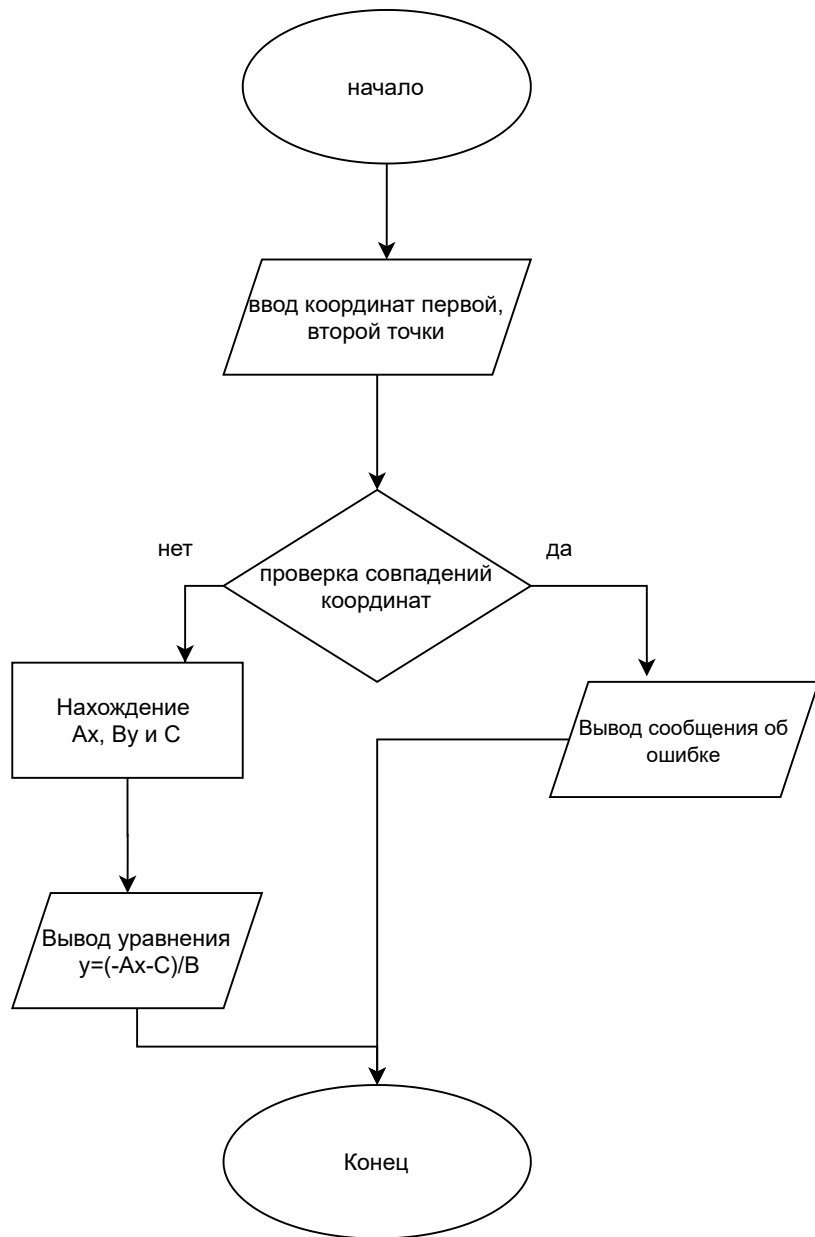 начало
ввод координат первой,
второй точки
нет
да
проверка совпадений
координат
Нахождение
Ax, By и C
Вывод сообщения об
ошибке
Вывод уравнения
y=(-Ax-C)/B
Конец